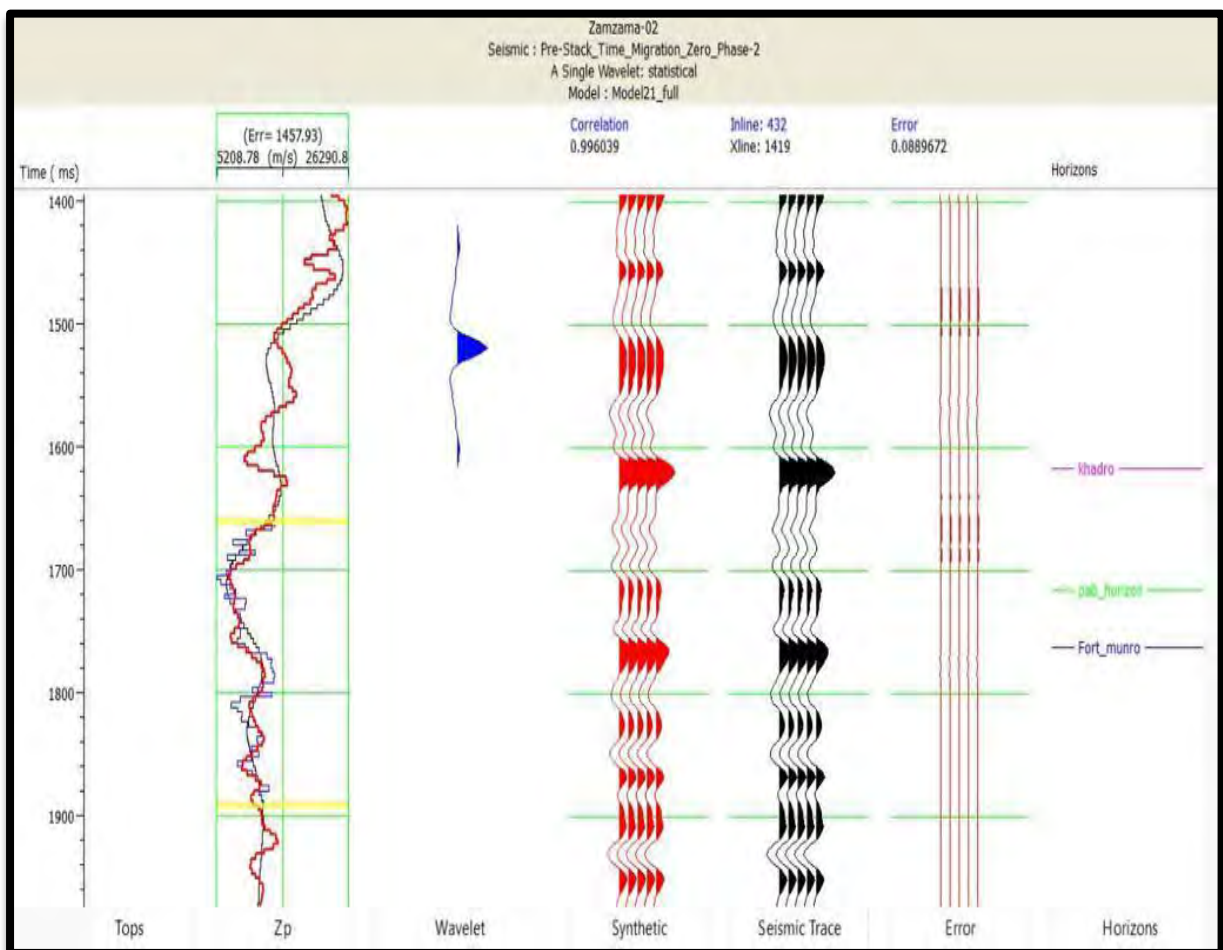 Zamzama-02
Seismic : Pre-Stack_Time_Migration_Zero_Phase-2
A Single Wavelet: statistical
Model : Model21_full
(Err= 1457.93)
5208.78 (m/s) 26290.8
Correlation
0.996039
Inline: 432
Xline: 1419
Error
0.0889672
Time ( ms)
Horizons
1400
1500
1600
khadro
1700
pab_horizon
Fort_munro
1800
1900
Tops Zp Wavelet Synthetic Seismic Trace Error Horizons